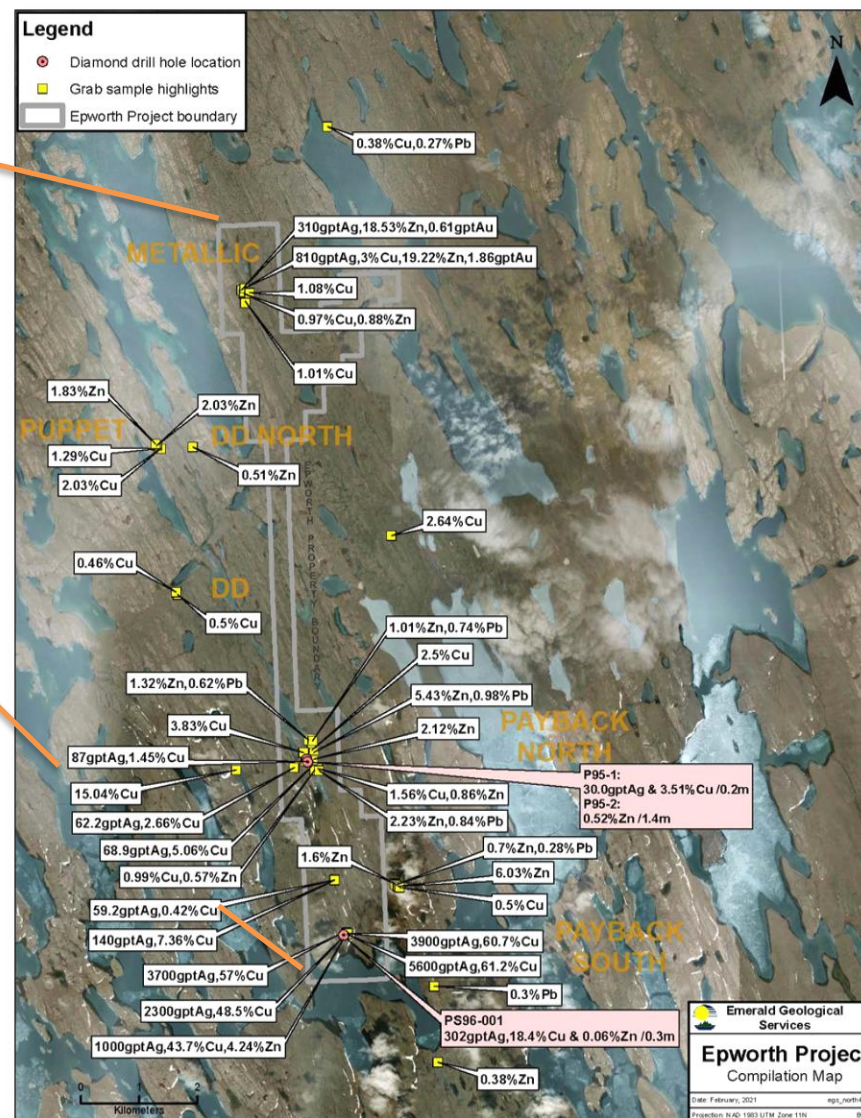 Legend
Diamond drill hole location
Grab sample highlights
Epworth Project boundary
N
0.38%Cu,0.27%Pb
310gptAg,18.53%Zn,0.61gptAu
METALLIC
810gptAg,3%Cu,19.22%Zn,1.86gptAu
1.08%Cu
0.97%Cu,0.88%Zn
1.01%Cu
1.83%Zn
2.03%Zn
PUPPET
DD NORTH
1.29%Cu
0.51%Zn
2.03%Cu
EPWORTH PROPERTY BOUNDARY
2.64%Cu
0.46%Cu
DD
0.5%Cu
1.01%Zn,0.74%Pb
2.5%Cu
1.32%Zn,0.62%Pb
5.43%Zn,0.98%Pb
3.83%Cu
2.12%Zn
PAYBACK
NORTH
87gptAg,1.45%Cu
P95-1:
30.0gptAg & 3.51%Cu /0.2m
P95-2:
0.52%Zn /1.4m
15.04%Cu
1.56%Cu,0.86%Zn
62.2gptAg,2.66%Cu
2.23%Zn,0.84%Pb
68.9gptAg,5.06%Cu
0.7%Zn,0.28%Pb
1.6%Zn
0.99%Cu,0.57%Zn
6.03%Zn
0.5%Cu
59.2gptAg,0.42%Cu
140gptAg,7.36%Cu
3900gptAg,60.7%Cu
PAYBACK
SOUTH
5600gptAg,61.2%Cu
3700gptAg,57%Cu
0.3%Pb
2300gptAg,48.5%Cu
PS96-001
302gptAg,18.4%Cu & 0.06%Zn /0.3m
1000gptAg,43.7%Cu,4.24%Zn
0.38%Zn
0 1 2
Kilometers
Emerald Geological
Services
Epworth Projec
Compilation Map
Date: February, 2021
Projection: NAD 1983 UTM Zone 11N